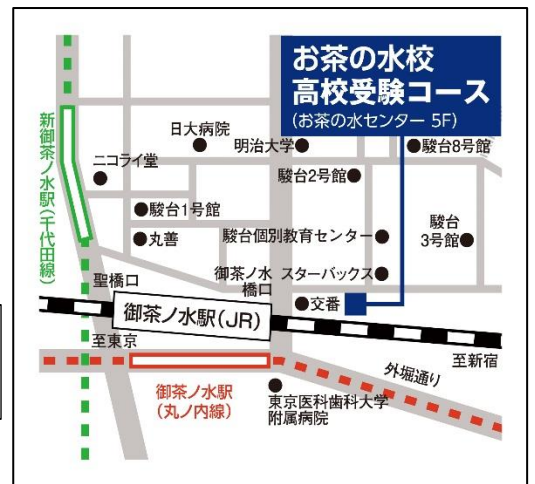 お茶の水校
高校受験コース
(お茶の水センター 5F)
新御茶ノ水駅(千代田線)
日大病院
明治大学
駿台8号館
ニコライ堂
駿台2号館
駿台1号館
丸善
駿台個別教育センター
駿台
3号館
聖橋口
御茶ノ水
橋口
スターバックス
交番
御茶ノ水駅(JR)
至東京
至新宿
御茶ノ水駅
(丸ノ内線)
外堀通り
東京医科歯科大学
附属病院